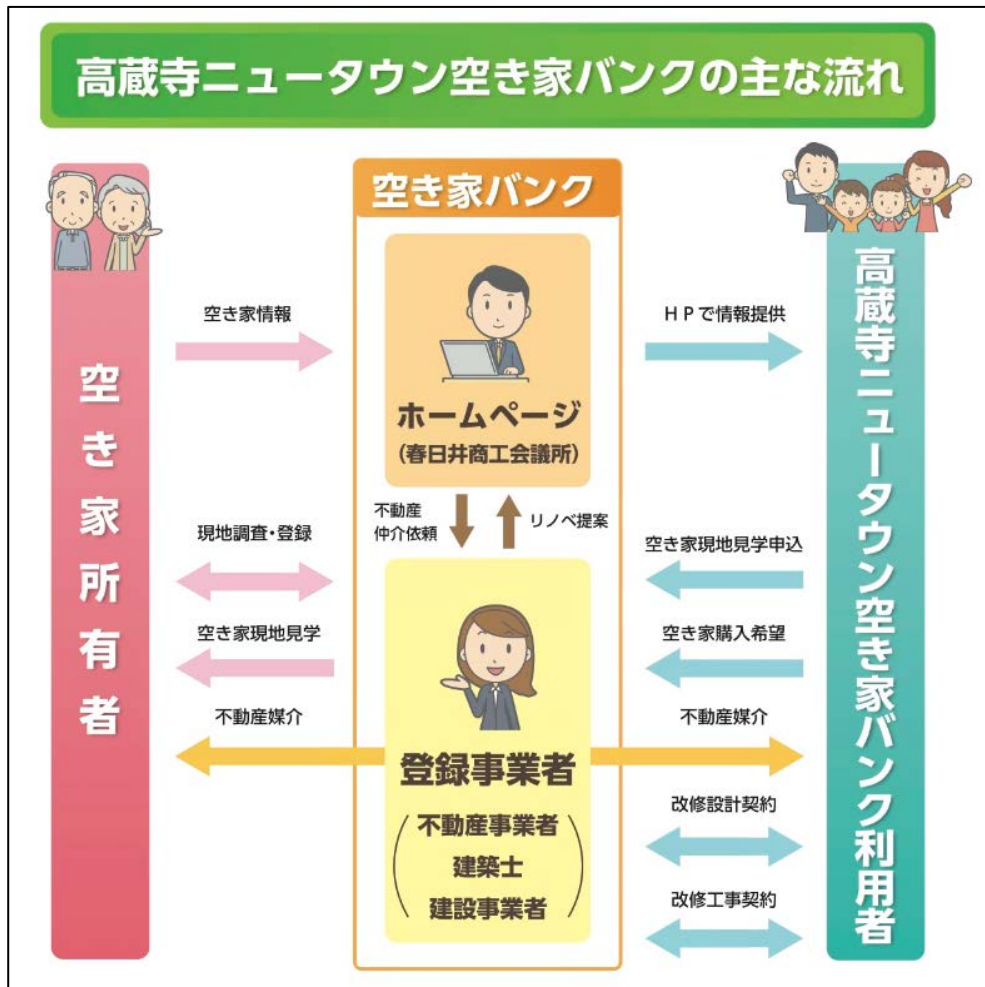 高蔵寺ニュータウン空き家バンクの主な流れ
空き家所有者
空き家情報
現地調査・登録
空き家現地見学
不動産媒介
空き家バンク
ホームページ
(春日井商工会議所)
不動産
仲介依頼
リノベ提案
登録事業者
不動産事業者
建築士
建設事業者
HPで情報提供
空き家現地見学申込
空き家購入希望
不動産媒介
改修設計契約
改修工事契約
高蔵寺ニュータウン空き家バンク利用者